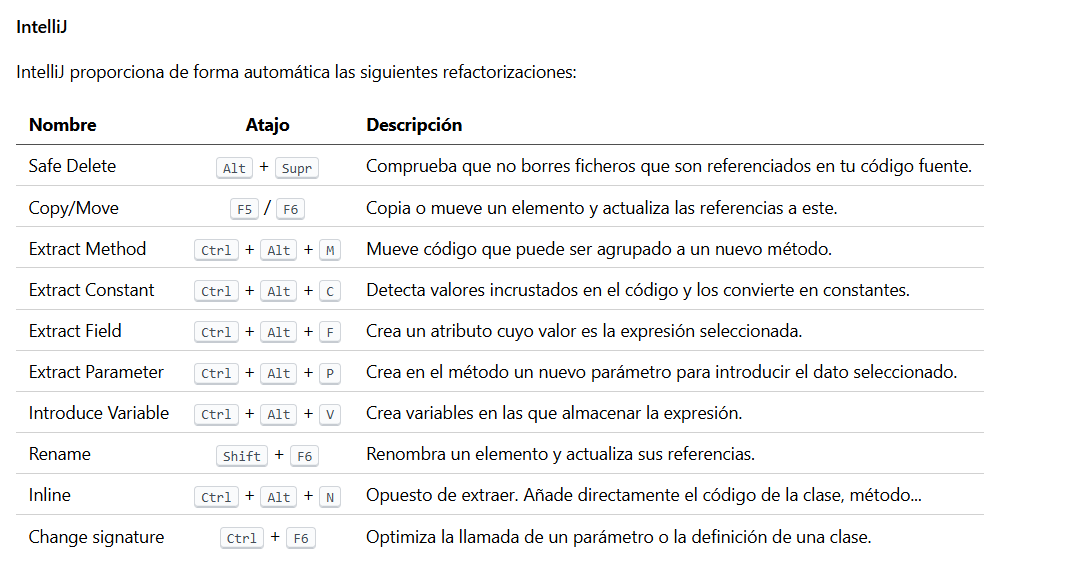 IntelliJ
IntelliJ proporciona de forma automática las siguientes refactorizaciones:
Nombre Atajo Descripción
Safe Delete Alt + Supr Comprueba que no borres ficheros que son referenciados en tu código fuente.
Copy/Move F5 / F6 Copia o mueve un elemento y actualiza las referencias a este.
Extract Method Ctrl + Alt + M Mueve código que puede ser agrupado a un nuevo método.
Extract Constant Ctrl + Alt + C Detecta valores incrustados en el código y los convierte en constantes.
Extract Field Ctrl + Alt + F Crea un atributo cuyo valor es la expresión seleccionada.
Extract Parameter Ctrl + Alt + P Crea en el método un nuevo parámetro para introducir el dato seleccionado.
Introduce Variable Ctrl + Alt + V Crea variables en las que almacenar la expresión.
Rename Shift + F6 Renombra un elemento y actualiza sus referencias.
Inline Ctrl + Alt + N Opuesto de extraer. Añade directamente el código de la clase, método...
Change signature Ctrl + F6 Optimiza la llamada de un parámetro o la definición de una clase.